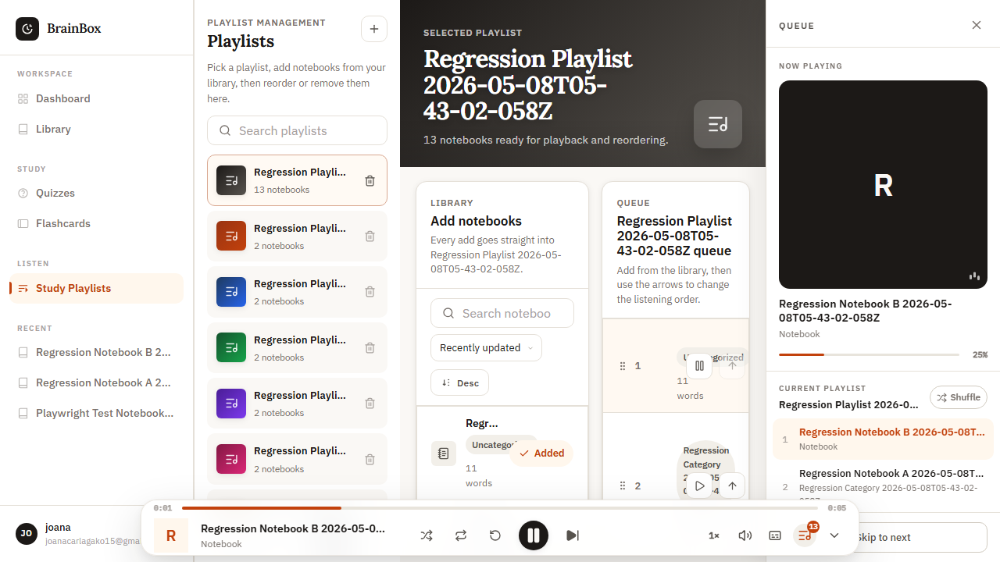 BrainBox
WORKSPACE
Dashboard
Library
STUDY
Quizzes
Flashcards
LISTEN
Study Playlists
RECENT
Regression Notebook B 2...
Regression Notebook A 2...
Playwright Test Notebook...
JO
joana
joanacarlagako15@gma
PLAYLIST MANAGEMENT
Playlists
Pick a playlist, add notebooks from your
library, then reorder or remove them
here.
Search playlists
Regression Playli...
13 notebooks
Regression Playli...
2 notebooks
Regression Playli...
2 notebooks
Regression Playli...
2 notebooks
Regression Playli...
2 notebooks
Regression Playli...
2 notebooks
SELECTED PLAYLIST
Regression Playlist
2026-05-08T05-
43-02-058Z
13 notebooks ready for playback and reordering.
LIBRARY
Add notebooks
Every add goes straight into
Regression Playlist 2026-05-
08T05-43-02-058Z.
Search noteboo
Recently updated
Desc
Regr...
Added
11
words
QUEUE
Regression Playlist
2026-05-08T05-
43-02-058Z queue
Add from the library, then
use the arrows to change
the listening order.
1
11
words
2
Regression
Category
QUEUE
NOW PLAYING
R
Regression Notebook B 2026-05-
08T05-43-02-058Z
Notebook
25%
CURRENT PLAYLIST
Regression Playlist 2026-0...
Shuffle
1
Regression Notebook B 2026-05-08T...
Notebook
2
Regression Notebook A 2026-05-08T...
Regression Category 2026-05-08T05-43-02-
Skip to next
0:01
0:05
R
Regression Notebook B 2026-05-0...
Notebook
1×
13